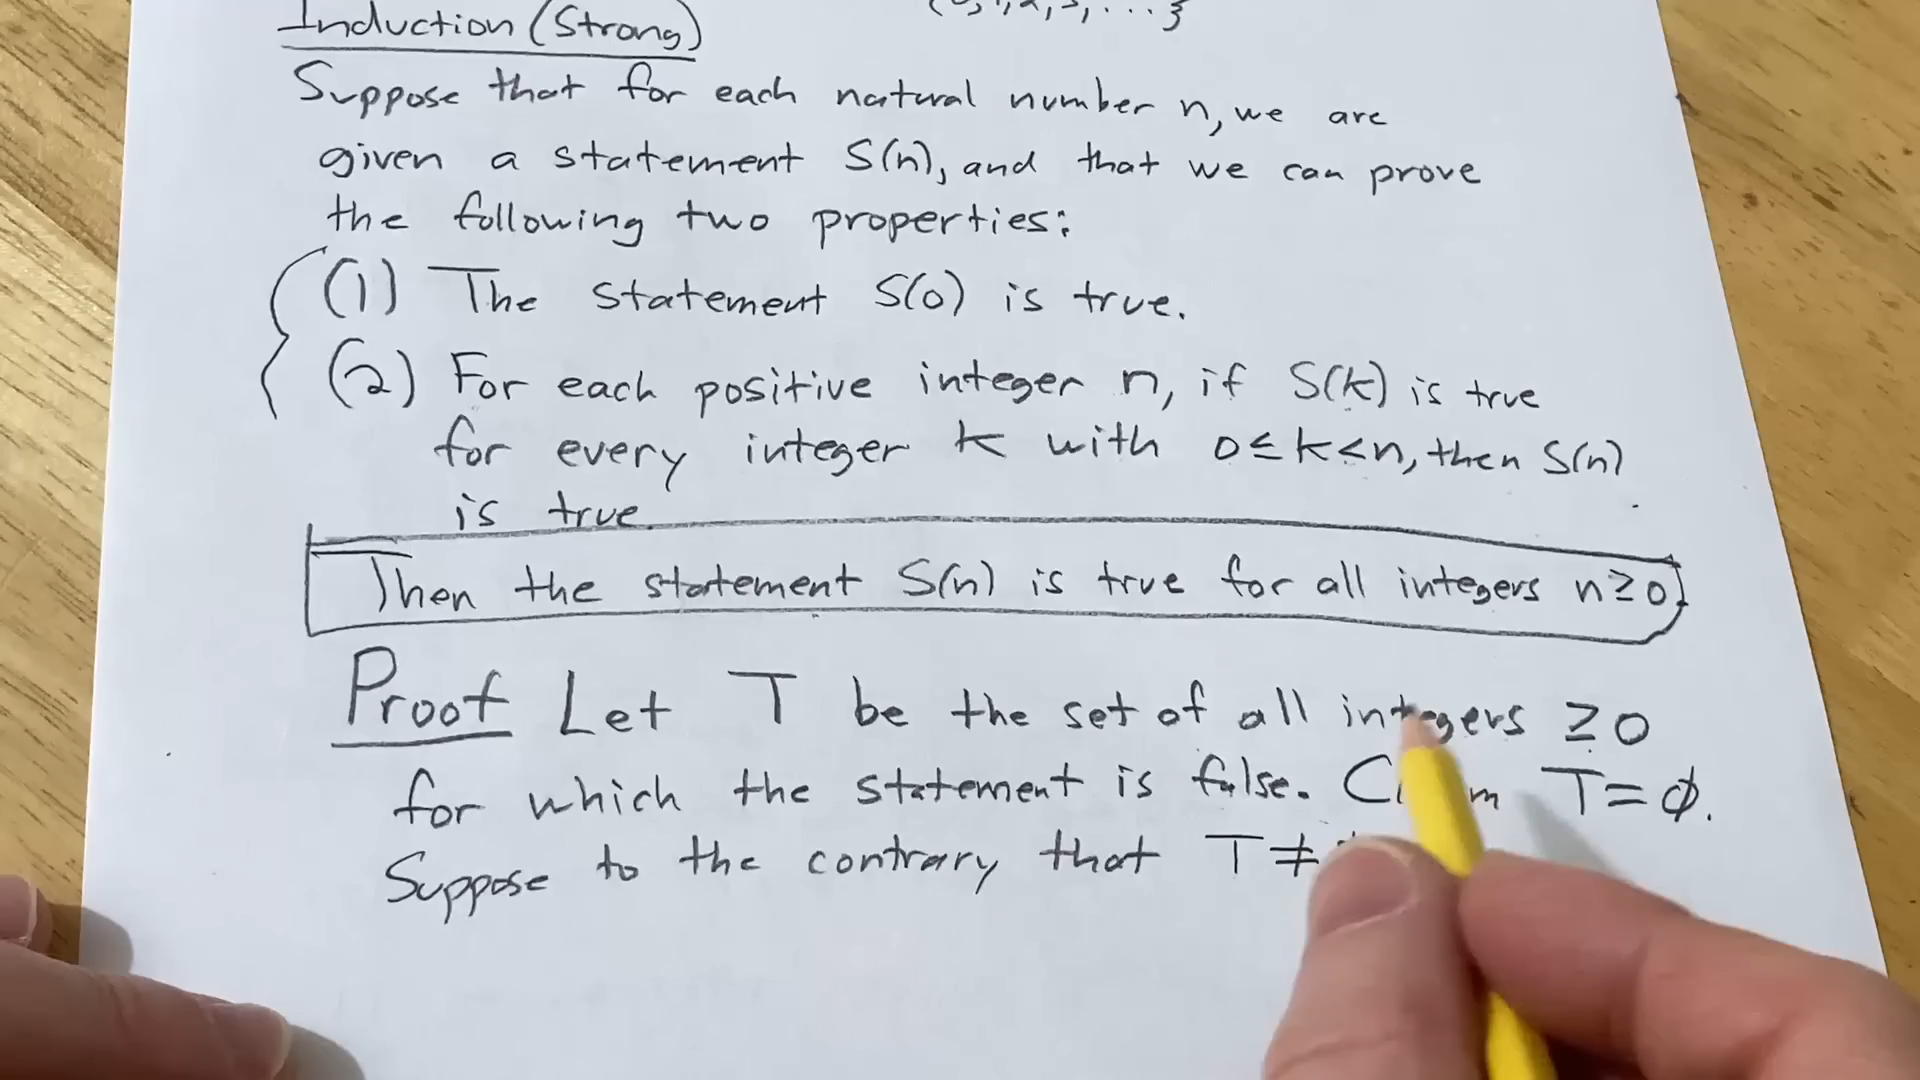 Induction (Strong)
Suppose that for each natural number n, we are
given a statement S(n), and that we can prove
the following two properties:
(1) The statement S(0) is true.
(2) For each positive integer n, if S(k) is true
for every integer k with 0≤k<n, then S(n)
is true.
Then the statement S(n) is true for all integers n≥0.
Proof Let T be the set of all integers ≥0
for which the statement is false. T=∅.
Suppose to the contrary that T≠